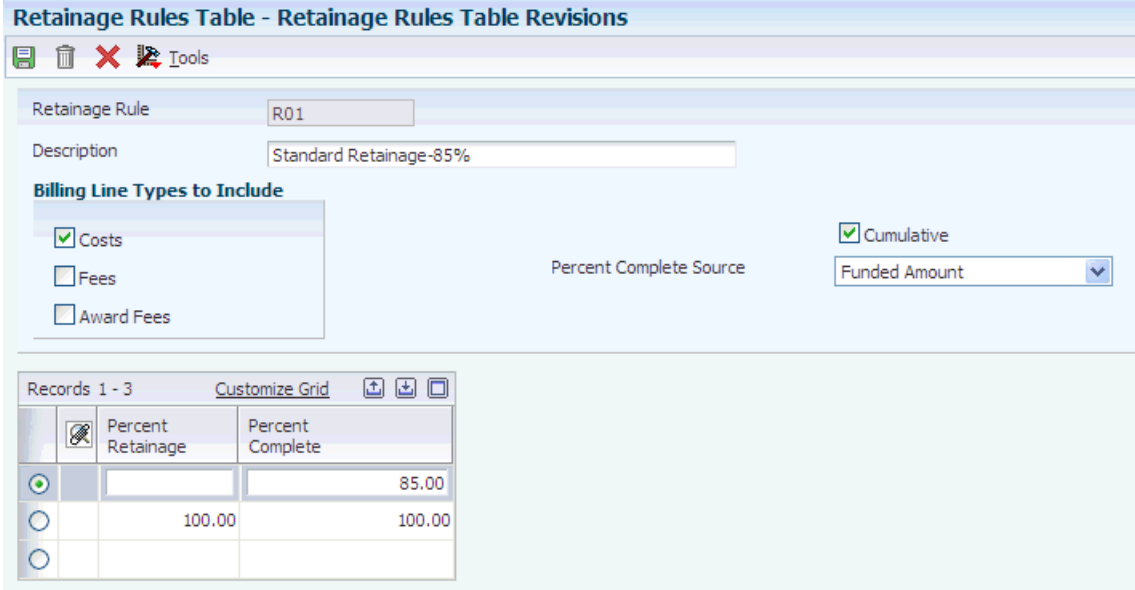 Retainage Rules Table - Retainage Rules Table Revisions
Tools
Retainage Rule R01
Description Standard Retainage-85%
Billing Line Types to Include
Costs
Fees
Award Fees
Cumulative
Percent Complete Source Funded Amount
Records 1 - 3 Customize Grid
Percent Retainage Percent Complete
85.00
100.00 100.00